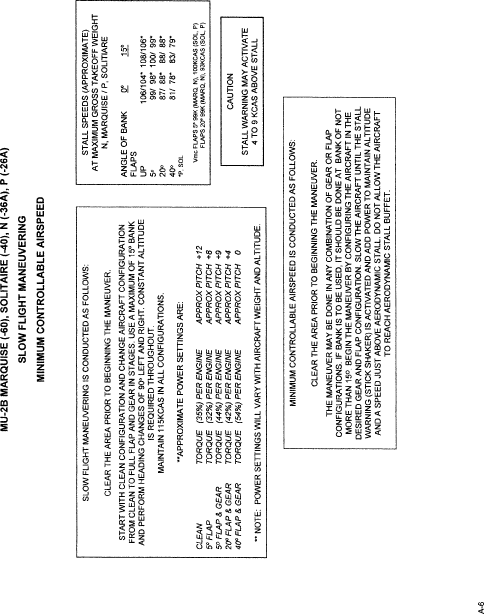 MU-2B MARQUISE (-60), SOLITAIRE (-40), N (-36A), P (-26A)
SLOW FLIGHT MANEUVERING
MINIMUM CONTROLLABLE AIRSPEED
SLOW FLIGHT MANEUVERING IS CONDUCTED AS FOLLOWS:
CLEAR THE AREA PRIOR TO BEGINNING THE MANEUVER.
START WITH CLEAN CONFIGURATION AND CHANGE AIRCRAFT CONFIGURATION
FROM CLEAN TO FULL FLAP AND GEAR IN STAGES. USE A MAXIMUM OF 15º BANK
AND PERFORM HEADING CHANGES OF 90º LEFT AND RIGHT. CONSTANT ALTITUDE
IS REQUIRED THROUGHOUT.
MAINTAIN 115KCAS IN ALL CONFIGURATIONS.
**APPROXIMATE POWER SETTINGS ARE:
CLEAN TORQUE (35%) PER ENGINE APPROX PITCH +12
5º FLAP TORQUE (32%) PER ENGINE APPROX PITCH +8
5º FLAP & GEAR TORQUE (44%) PER ENGINE APPROX PITCH +9
20º FLAP & GEAR TORQUE (42%) PER ENGINE APPROX PITCH +4
40º FLAP & GEAR TORQUE (54%) PER ENGINE APPROX PITCH 0
** NOTE: POWER SETTINGS WILL VARY WITH AIRCRAFT WEIGHT AND ALTITUDE.
STALL SPEEDS (APPROXIMATE)
AT MAXIMUM GROSS TAKEOFF WEIGHT
N, MARQUISE / P, SOLITIARE
ANGLE OF BANK 0º 15º
FLAPS
UP 106/104* 108/106*
5º 99/ 98* 100/ 99*
20º 87/ 88* 88/ 88*
40º 81/ 78* 83/ 79*
*P, SOL
Vmc FLAPS 5º 99K (MARQ, N), 100KCAS (SOL, P)
FLAPS 20º 99K (MARQ, N), 93KCAS (SOL, P)
CAUTION
STALL WARNING MAY ACTIVATE
4 TO 9 KCAS ABOVE STALL
MINIMUM CONTROLLABLE AIRSPEED IS CONDUCTED AS FOLLOWS:
CLEAR THE AREA PRIOR TO BEGINNING THE MANEUVER.
THE MANEUVER MAY BE DONE IN ANY COMBINATION OF GEAR OR FLAP
CONFIGURATIONS. IF BANK IS TO BE USED, IT SHOULD BE DONE AT BANK OF NOT
MORE THAN 15º. BEGIN THE MANEUVER BY CONFIGURING THE AIRCRAFT IN THE
DESIRED GEAR AND FLAP CONFIGURATION. SLOW THE AIRCRAFT UNTIL THE STALL
WARNING (STICK SHAKER) IS ACTIVATED AND ADD POWER TO MAINTAIN ALTITUDE
AND A SPEED JUST ABOVE AERODYNAMIC STALL. DO NOT ALLOW THE AIRCRAFT
TO REACH AERODYNAMIC STALL BUFFET.
A-6